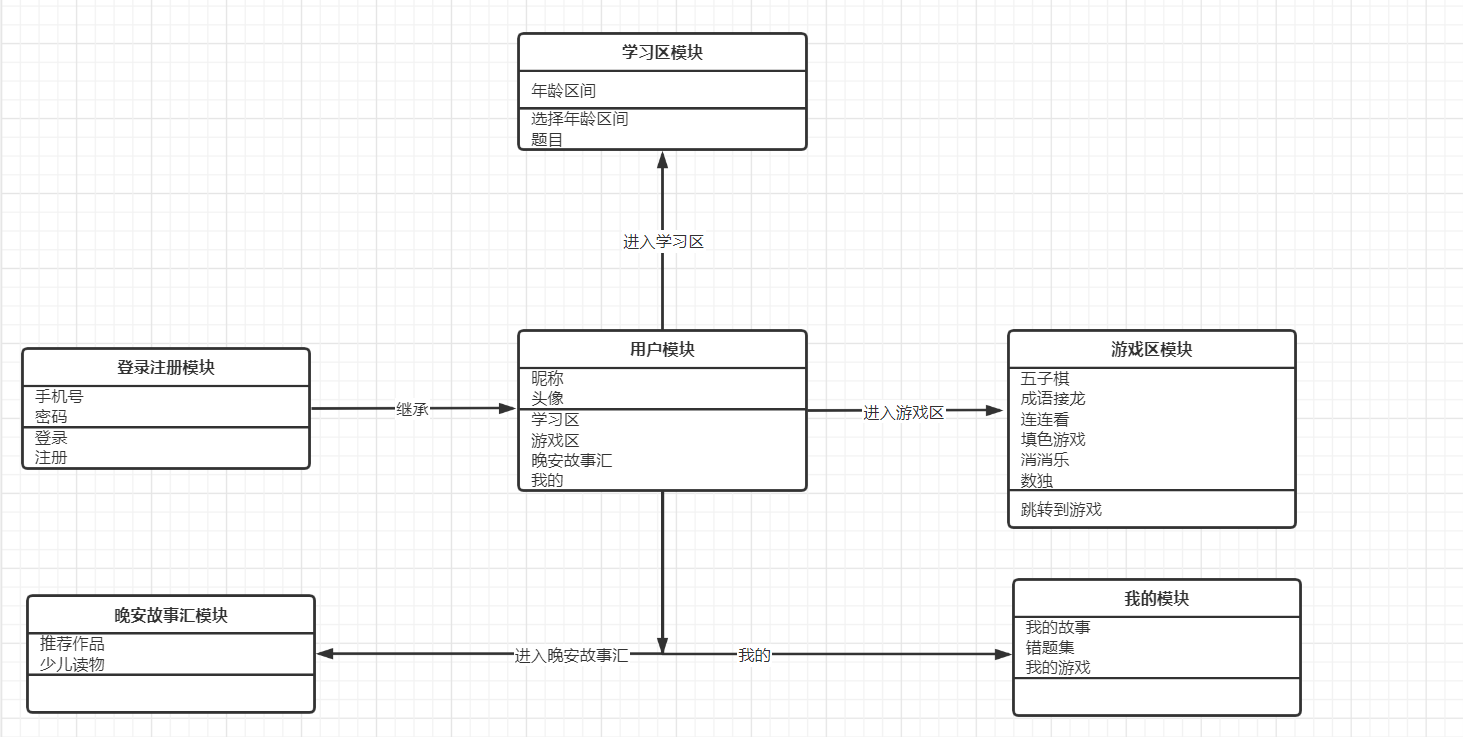 学习区模块
年龄区间
选择年龄区间
题目
进入学习区
登录注册模块
手机号
密码
登录
注册
继承
用户模块
昵称
头像
学习区
游戏区
晚安故事汇
我的
进入游戏区
游戏区模块
五子棋
成语接龙
连连看
填色游戏
消消乐
数独
跳转到游戏
晚安故事汇模块
推荐作品
少儿读物
进入晚安故事汇
我的
我的模块
我的故事
错题集
我的游戏